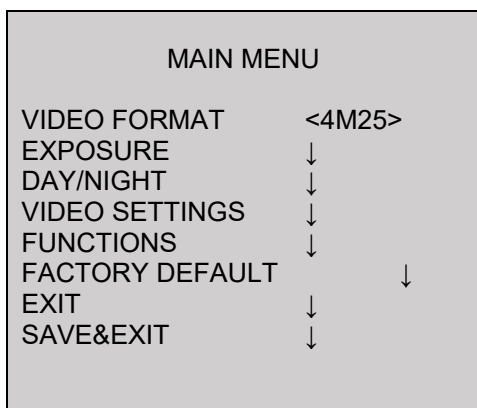 MAIN MENU
VIDEO FORMAT <4M25>
EXPOSURE ↓
DAY/NIGHT ↓
VIDEO SETTINGS ↓
FUNCTIONS ↓
FACTORY DEFAULT ↓
EXIT ↓
SAVE&EXIT ↓